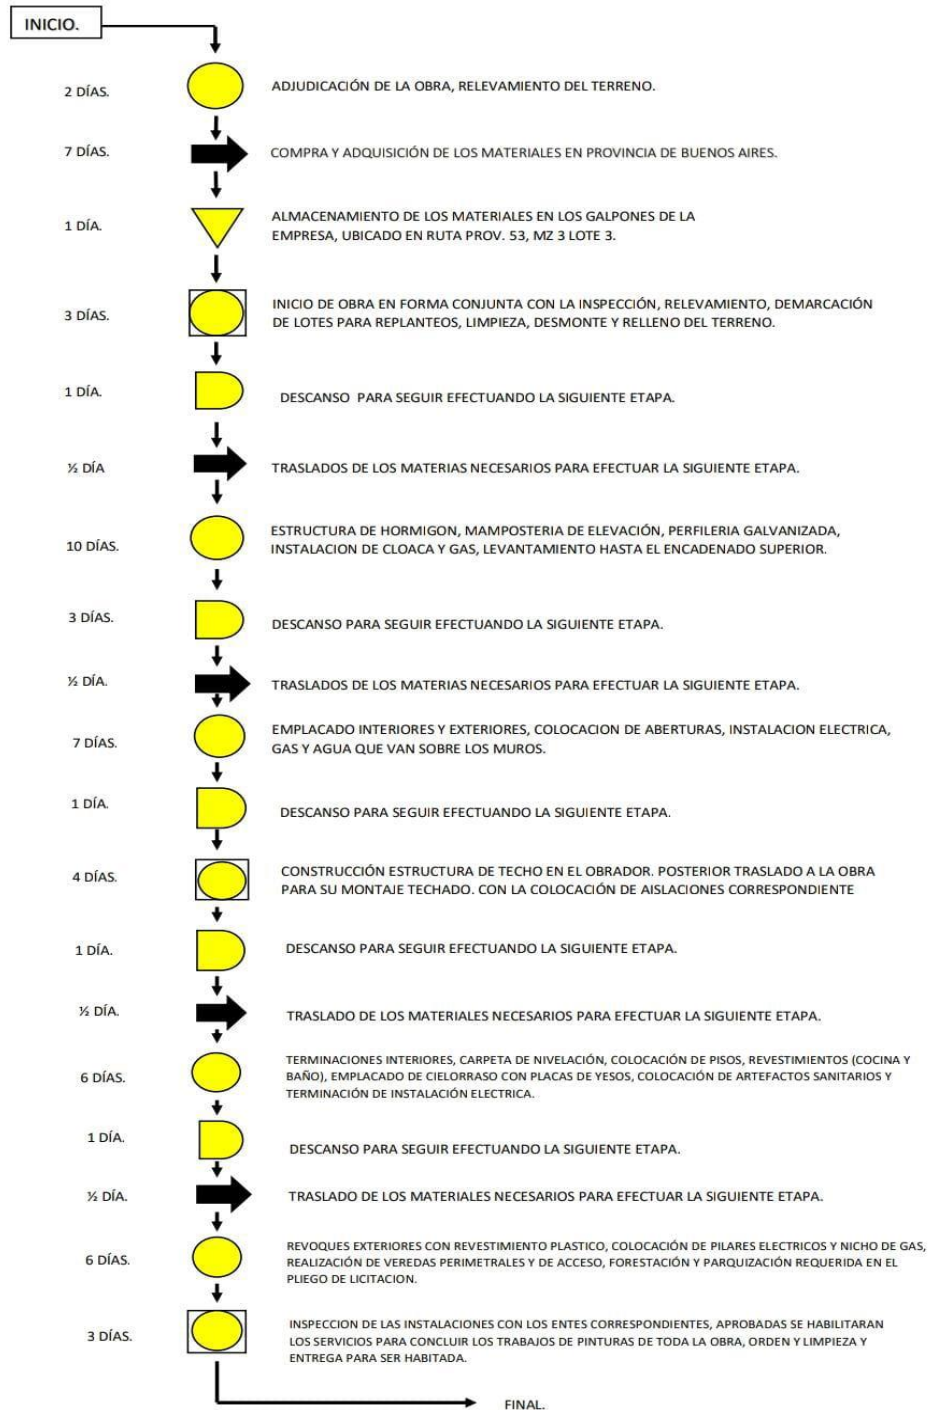 INICIO.
2 DÍAS.
ADJUDICACIÓN DE LA OBRA, RELEVAMIENTO DEL TERRENO.
7 DÍAS.
COMPRA Y ADQUISICIÓN DE LOS MATERIALES EN PROVINCIA DE BUENOS AIRES.
1 DÍA.
ALMACENAMIENTO DE LOS MATERIALES EN LOS GALPONES DE LA
EMPRESA, UBICADO EN RUTA PROV. 53, MZ 3 LOTE 3.
3 DÍAS.
INICIO DE OBRA EN FORMA CONJUNTA CON LA INSPECCIÓN, RELEVAMIENTO, DEMARCACIÓN
DE LOTES PARA REPLANTEOS, LIMPIEZA, DESMONTE Y RELLENO DEL TERRENO.
1 DÍA.
DESCANSO PARA SEGUIR EFECTUANDO LA SIGUIENTE ETAPA.
½ DÍA
TRASLADOS DE LOS MATERIAS NECESARIOS PARA EFECTUAR LA SIGUIENTE ETAPA.
10 DÍAS.
ESTRUCTURA DE HORMIGON, MAMPOSTERIA DE ELEVACIÓN, PERFILERIA GALVANIZADA,
INSTALACION DE CLOACA Y GAS, LEVANTAMIENTO HASTA EL ENCADENADO SUPERIOR.
3 DÍAS.
DESCANSO PARA SEGUIR EFECTUANDO LA SIGUIENTE ETAPA.
½ DÍA.
TRASLADOS DE LOS MATERIAS NECESARIOS PARA EFECTUAR LA SIGUIENTE ETAPA.
7 DÍAS.
EMPLACADO INTERIORES Y EXTERIORES, COLOCACION DE ABERTURAS, INSTALACION ELECTRICA,
GAS Y AGUA QUE VAN SOBRE LOS MUROS.
1 DÍA.
DESCANSO PARA SEGUIR EFECTUANDO LA SIGUIENTE ETAPA.
4 DÍAS.
CONSTRUCCIÓN ESTRUCTURA DE TECHO EN EL OBRADOR. POSTERIOR TRASLADO A LA OBRA
PARA SU MONTAJE TECHADO. CON LA COLOCACIÓN DE AISLACIONES CORRESPONDIENTE
1 DÍA.
DESCANSO PARA SEGUIR EFECTUANDO LA SIGUIENTE ETAPA.
½ DÍA.
TRASLADO DE LOS MATERIALES NECESARIOS PARA EFECTUAR LA SIGUIENTE ETAPA.
6 DÍAS.
TERMINACIONES INTERIORES, CARPETA DE NIVELACIÓN, COLOCACIÓN DE PISOS, REVESTIMIENTOS (COCINA Y
BAÑO), EMPLACADO DE CIELORRASO CON PLACAS DE YESOS, COLOCACIÓN DE ARTEFACTOS SANITARIOS Y
TERMINACIÓN DE INSTALACIÓN ELECTRICA.
1 DÍA.
DESCANSO PARA SEGUIR EFECTUANDO LA SIGUIENTE ETAPA.
½ DÍA.
TRASLADO DE LOS MATERIALES NECESARIOS PARA EFECTUAR LA SIGUIENTE ETAPA.
6 DÍAS.
REVOQUES EXTERIORES CON REVESTIMIENTO PLASTICO, COLOCACIÓN DE PILARES ELECTRICOS Y NICHO DE GAS,
REALIZACIÓN DE VEREDAS PERIMETRALES Y DE ACCESO, FORESTACIÓN Y PARQUIZACIÓN REQUERIDA EN EL
PLIEGO DE LICITACION.
3 DÍAS.
INSPECCION DE LAS INSTALACIONES CON LOS ENTES CORRESPONDIENTES, APROBADAS SE HABILITARAN
LOS SERVICIOS PARA CONCLUIR LOS TRABAJOS DE PINTURAS DE TODA LA OBRA, ORDEN Y LIMPIEZA Y
ENTREGA PARA SER HABITADA.
FINAL.